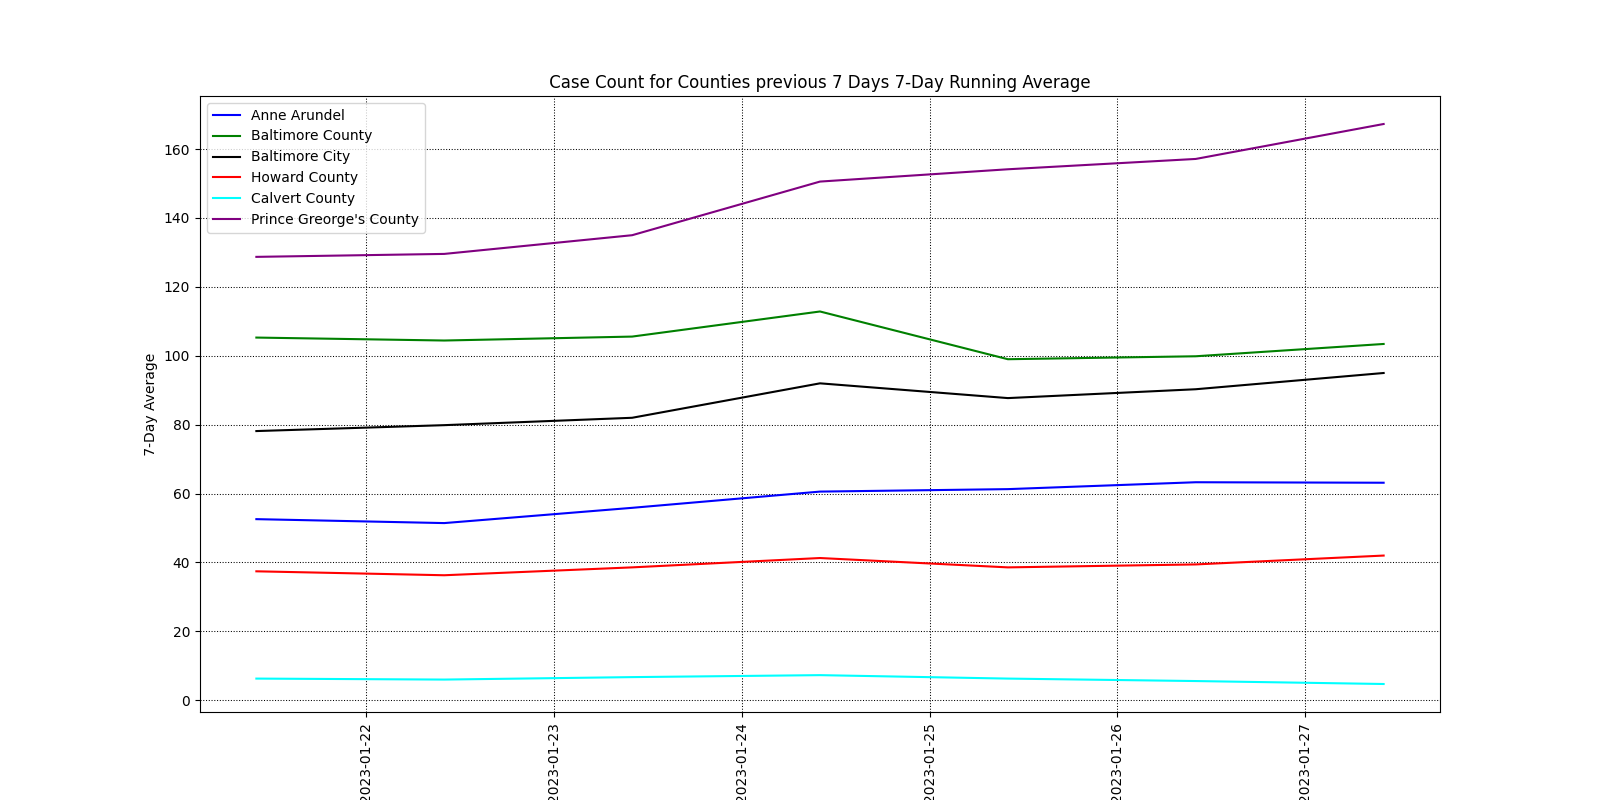 Case Count for Counties previous 7 Days 7-Day Running Average
Anne Arundel
Baltimore County
Baltimore City
Howard County
Calvert County
Prince Greorge's County
160
140
120
100
80
60
40
20
0
7-Day Average
2023-01-22
2023-01-23
2023-01-24
2023-01-25
2023-01-26
2023-01-27